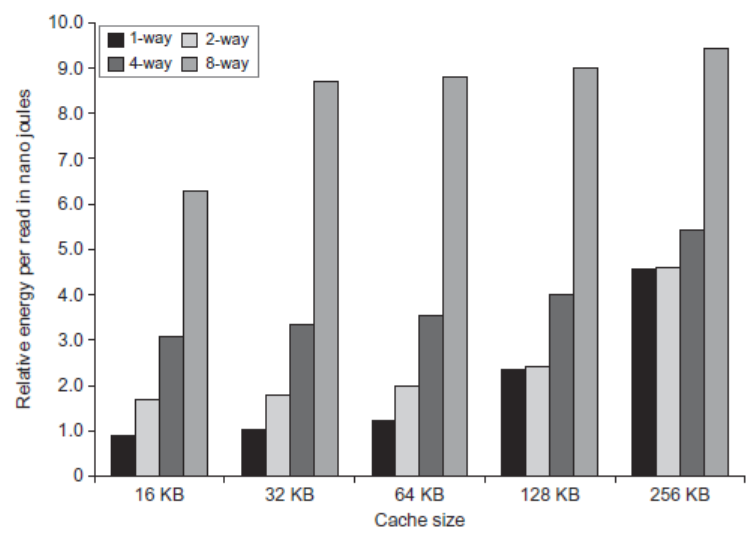 Relative energy per read in nano joules
10.0
9.0
8.0
7.0
6.0
5.0
4.0
3.0
2.0
1.0
0
1-way 2-way
4-way 8-way
16 KB 32 KB 64 KB 128 KB 256 KB
Cache size